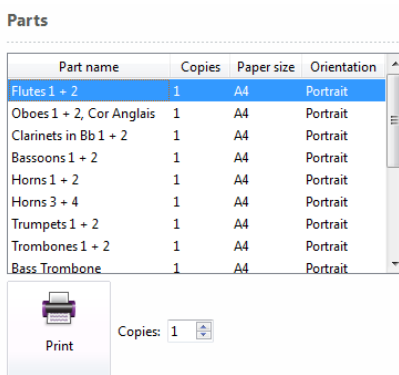 Parts
Part name Copies Paper size Orientation
Flutes 1 + 2 1 A4 Portrait
Oboes 1 + 2, Cor Anglais 1 A4 Portrait
Clarinets in Bb 1 + 2 1 A4 Portrait
Bassoons 1 + 2 1 A4 Portrait
Horns 1 + 2 1 A4 Portrait
Horns 3 + 4 1 A4 Portrait
Trumpets 1 + 2 1 A4 Portrait
Trombones 1 + 2 1 A4 Portrait
Bass Trombone 1 A4 Portrait
Copies: 1
Print